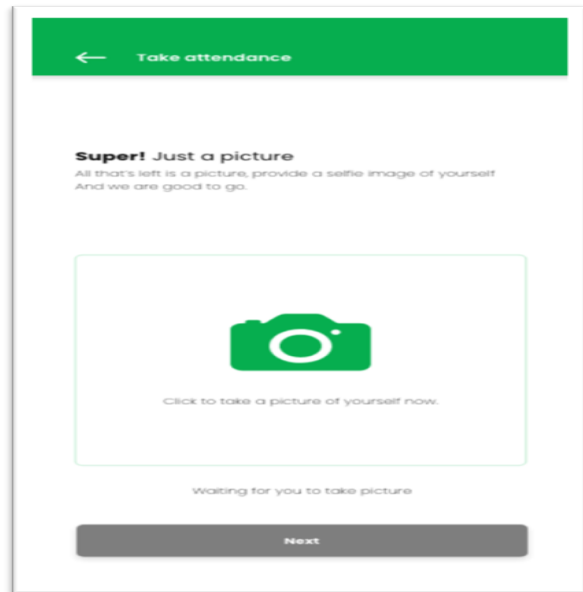 Take attendance
Super! Just a picture
All that's left is a picture, provide a selfie image of yourself
And we are good to go.
Click to take a picture of yourself now.
Waiting for you to take picture
Next